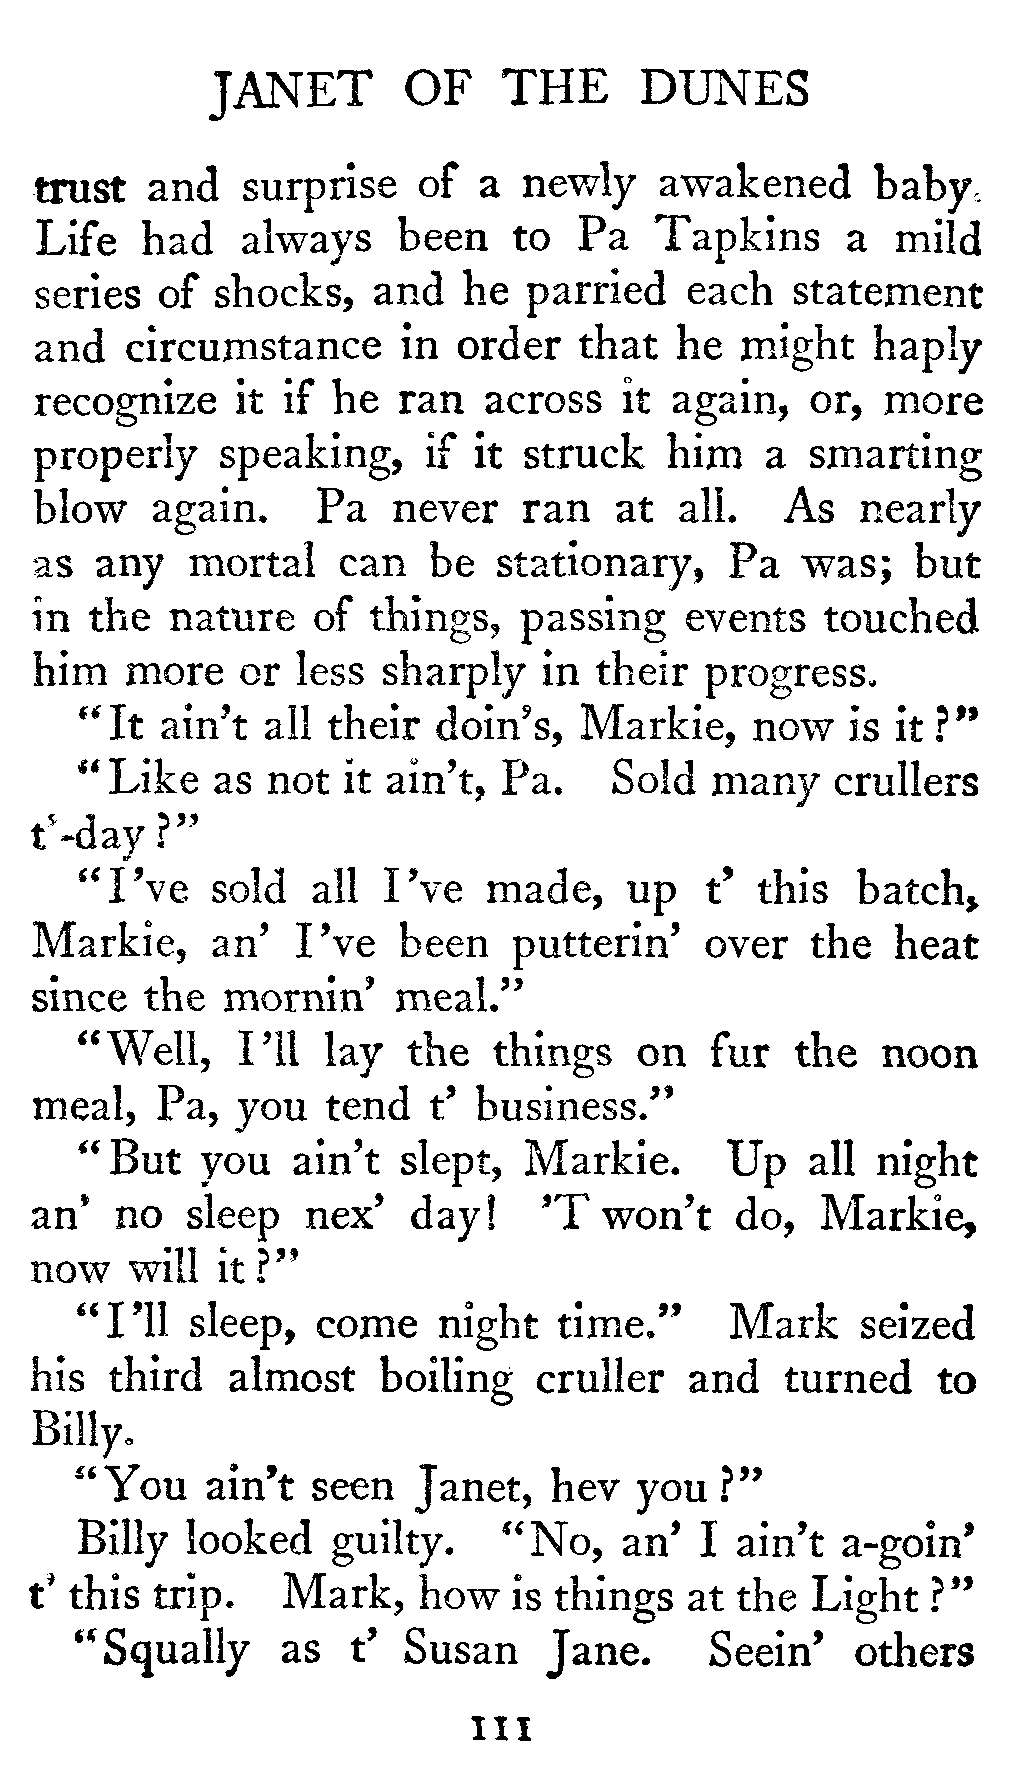 JANET OF THE DUNES
trust and surprise of a newly awakened baby.
Life had always been to Pa Tapkins a mild
series of shocks, and he parried each statement
and circumstance in order that he might haply
recognize it if he ran across it again, or, more
properly speaking, if it struck him a smarting
blow again. Pa never ran at all. As nearly
as any mortal can be stationary, Pa was; but
in the nature of things, passing events touched
him more or less sharply in their progress.
"It ain't all their doin's, Markie, now is it?"
"Like as not it ain't, Pa. Sold many crullers
t'-day?"
"I've sold all I've made, up t' this batch,
Markie, an' I've been putterin' over the heat
since the mornin' meal."
"Well, I'll lay the things on fur the noon
meal, Pa, you tend t' business."
"But you ain't slept, Markie. Up all night
an' no sleep nex' day! 'T won't do, Markie,
now will it?"
"I'll sleep, come night time." Mark seized
his third almost boiling cruller and turned to
Billy.
"You ain't seen Janet, hev you?"
Billy looked guilty. "No, an' I ain't a-goin'
t' this trip. Mark, how is things at the Light?"
"Squally as t' Susan Jane. Seein' others
111